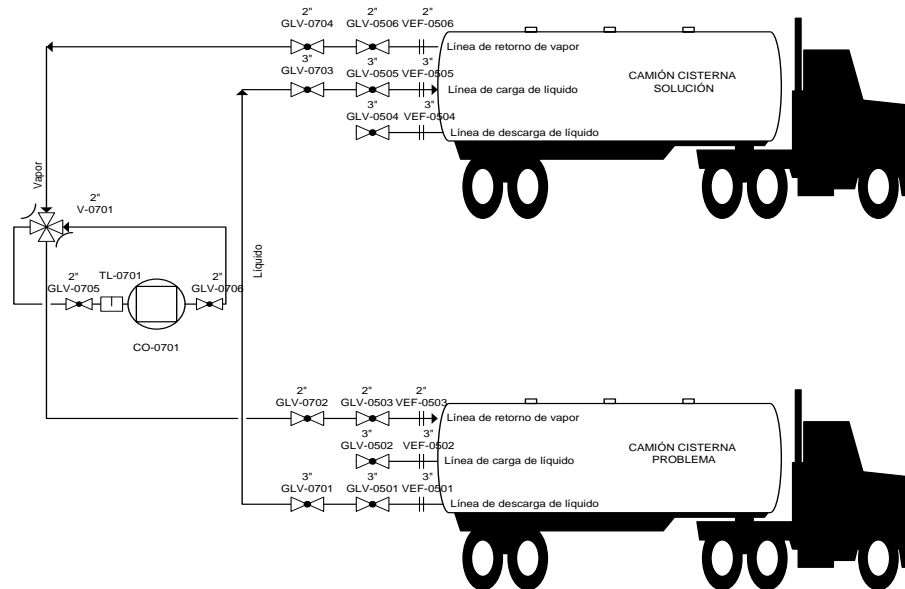 2" 2" 2"
GLV-0704 GLV-0506 VEF-0506
Línea de retorno de vapor
3" 3" 3"
GLV-0703 GLV-0505 VEF-0505
Línea de carga de líquido
CAMIÓN CISTERNA
SOLUCIÓN
3" 3"
GLV-0504 VEF-0504
Línea de descarga de líquido
Vapor
2"
V-0701
Líquido
2" TL-0701 2"
GLV-0705 GLV-0706
CO-0701
2" 2" 2"
GLV-0702 GLV-0503 VEF-0503
Línea de retorno de vapor
3" 3"
GLV-0502 VEF-0502
Línea de carga de líquido
CAMIÓN CISTERNA
PROBLEMA
3" 3" 3"
GLV-0701 GLV-0501 VEF-0501
Línea de descarga de líquido